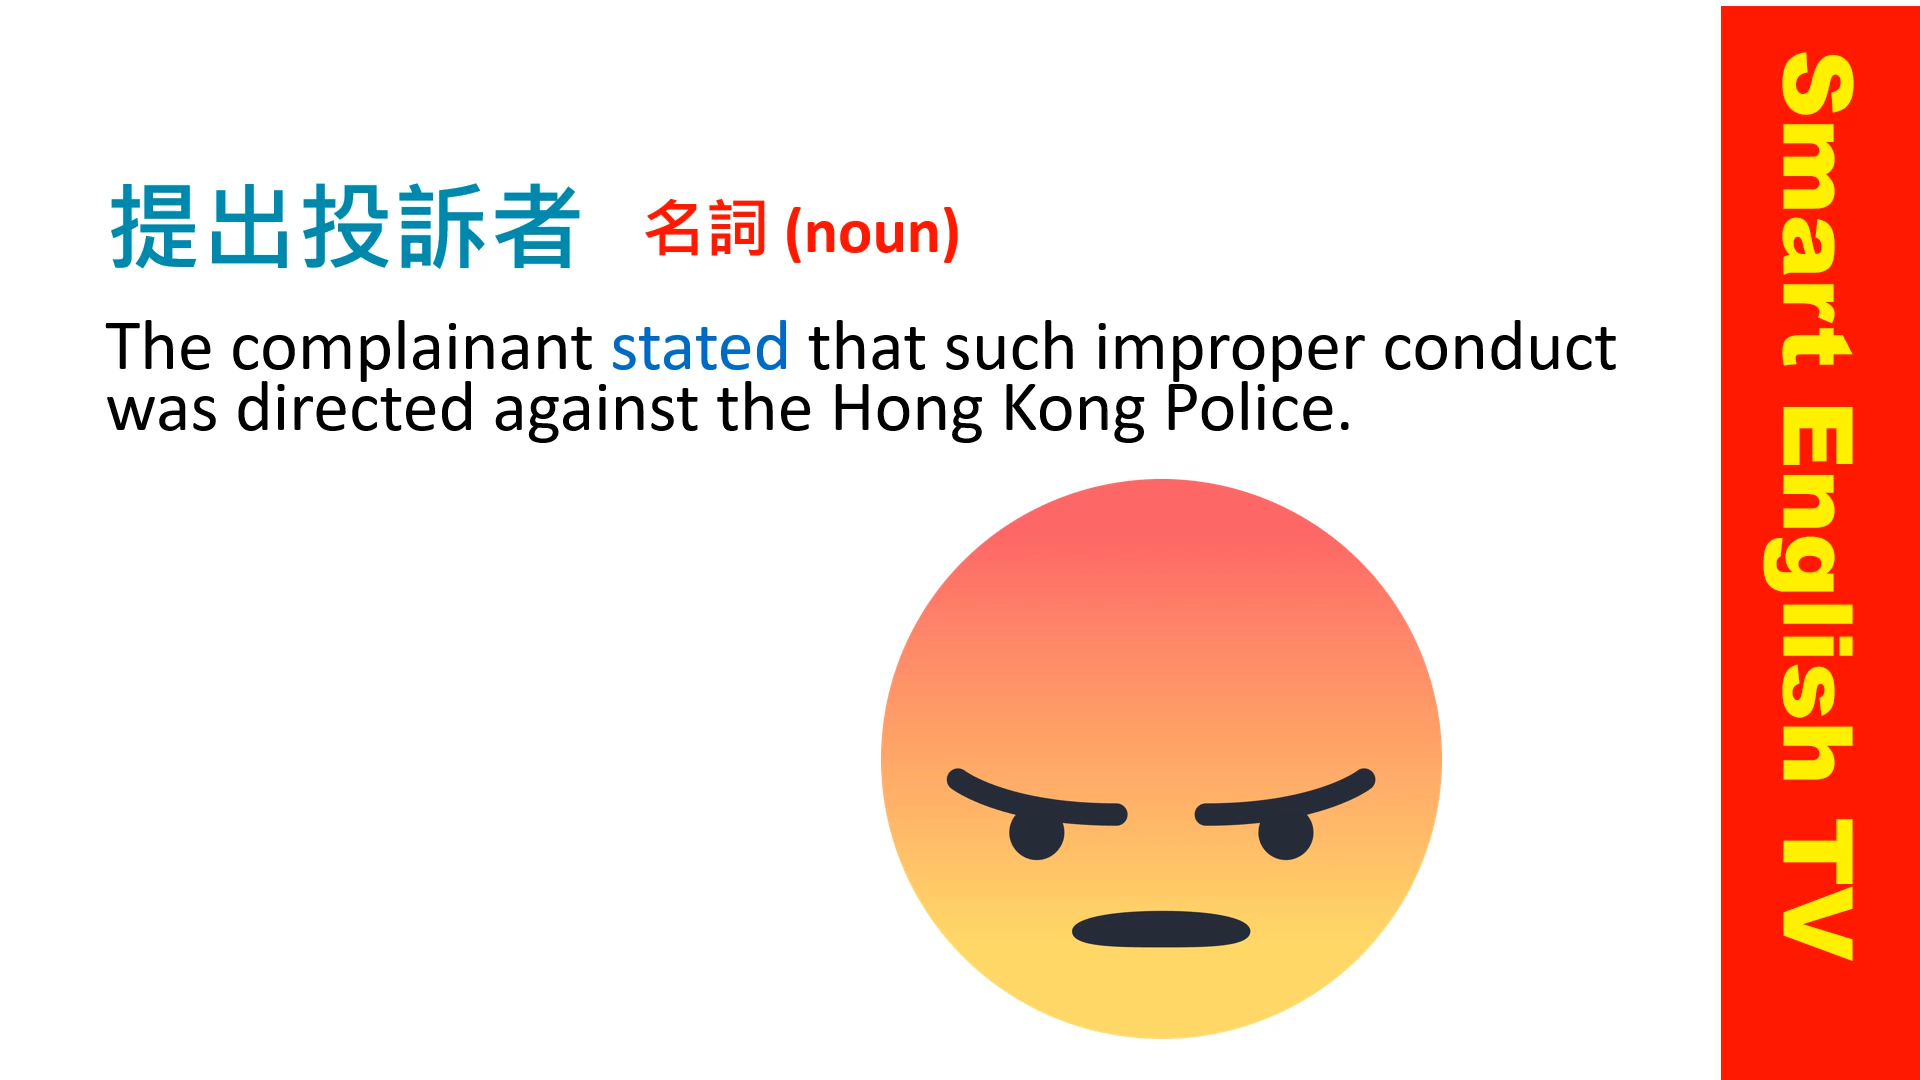 提出投訴者 名詞 (noun)
The complainant stated that such improper conduct
was directed against the Hong Kong Police.
Smart English TV